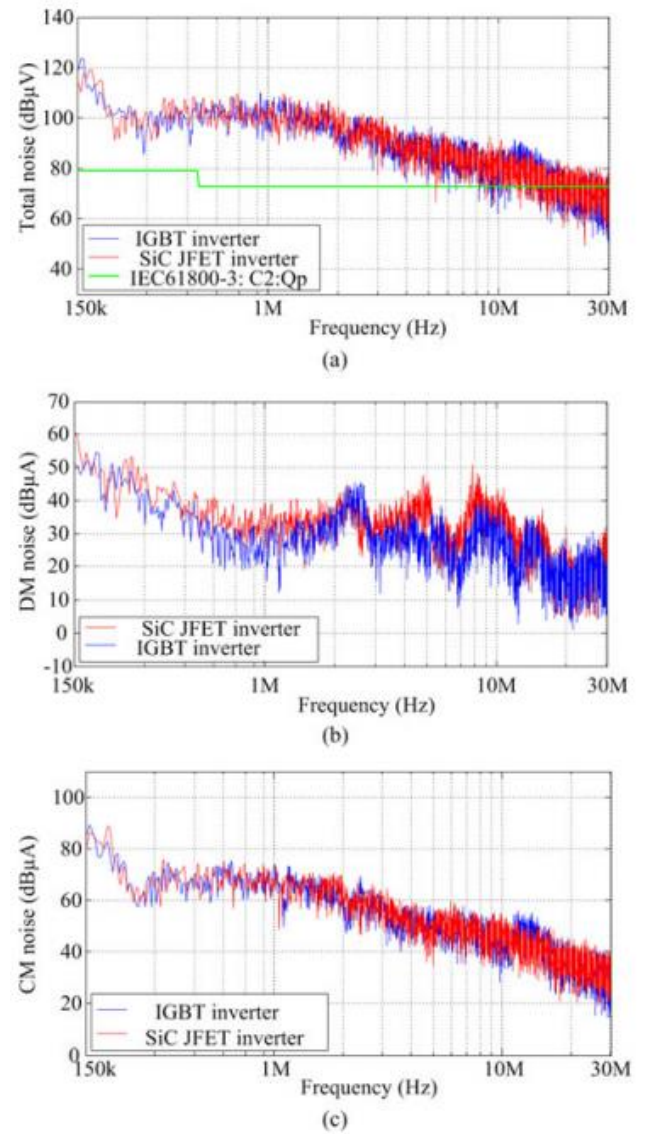 140
120
100
80
60
40
Total noise (dBµV)
IGBT inverter
SiC JFET inverter
IEC61800-3: C2:Qp
150k 1M 10M 30M
Frequency (Hz)
(a)
70
60
50
40
30
20
10
0
-10
DM noise (dBµA)
SiC JFET inverter
IGBT inverter
150k 1M 10M 30M
Frequency (Hz)
(b)
100
80
60
40
20
0
CM noise (dBµA)
IGBT inverter
SiC JFET inverter
150k 1M 10M 30M
Frequency (Hz)
(c)